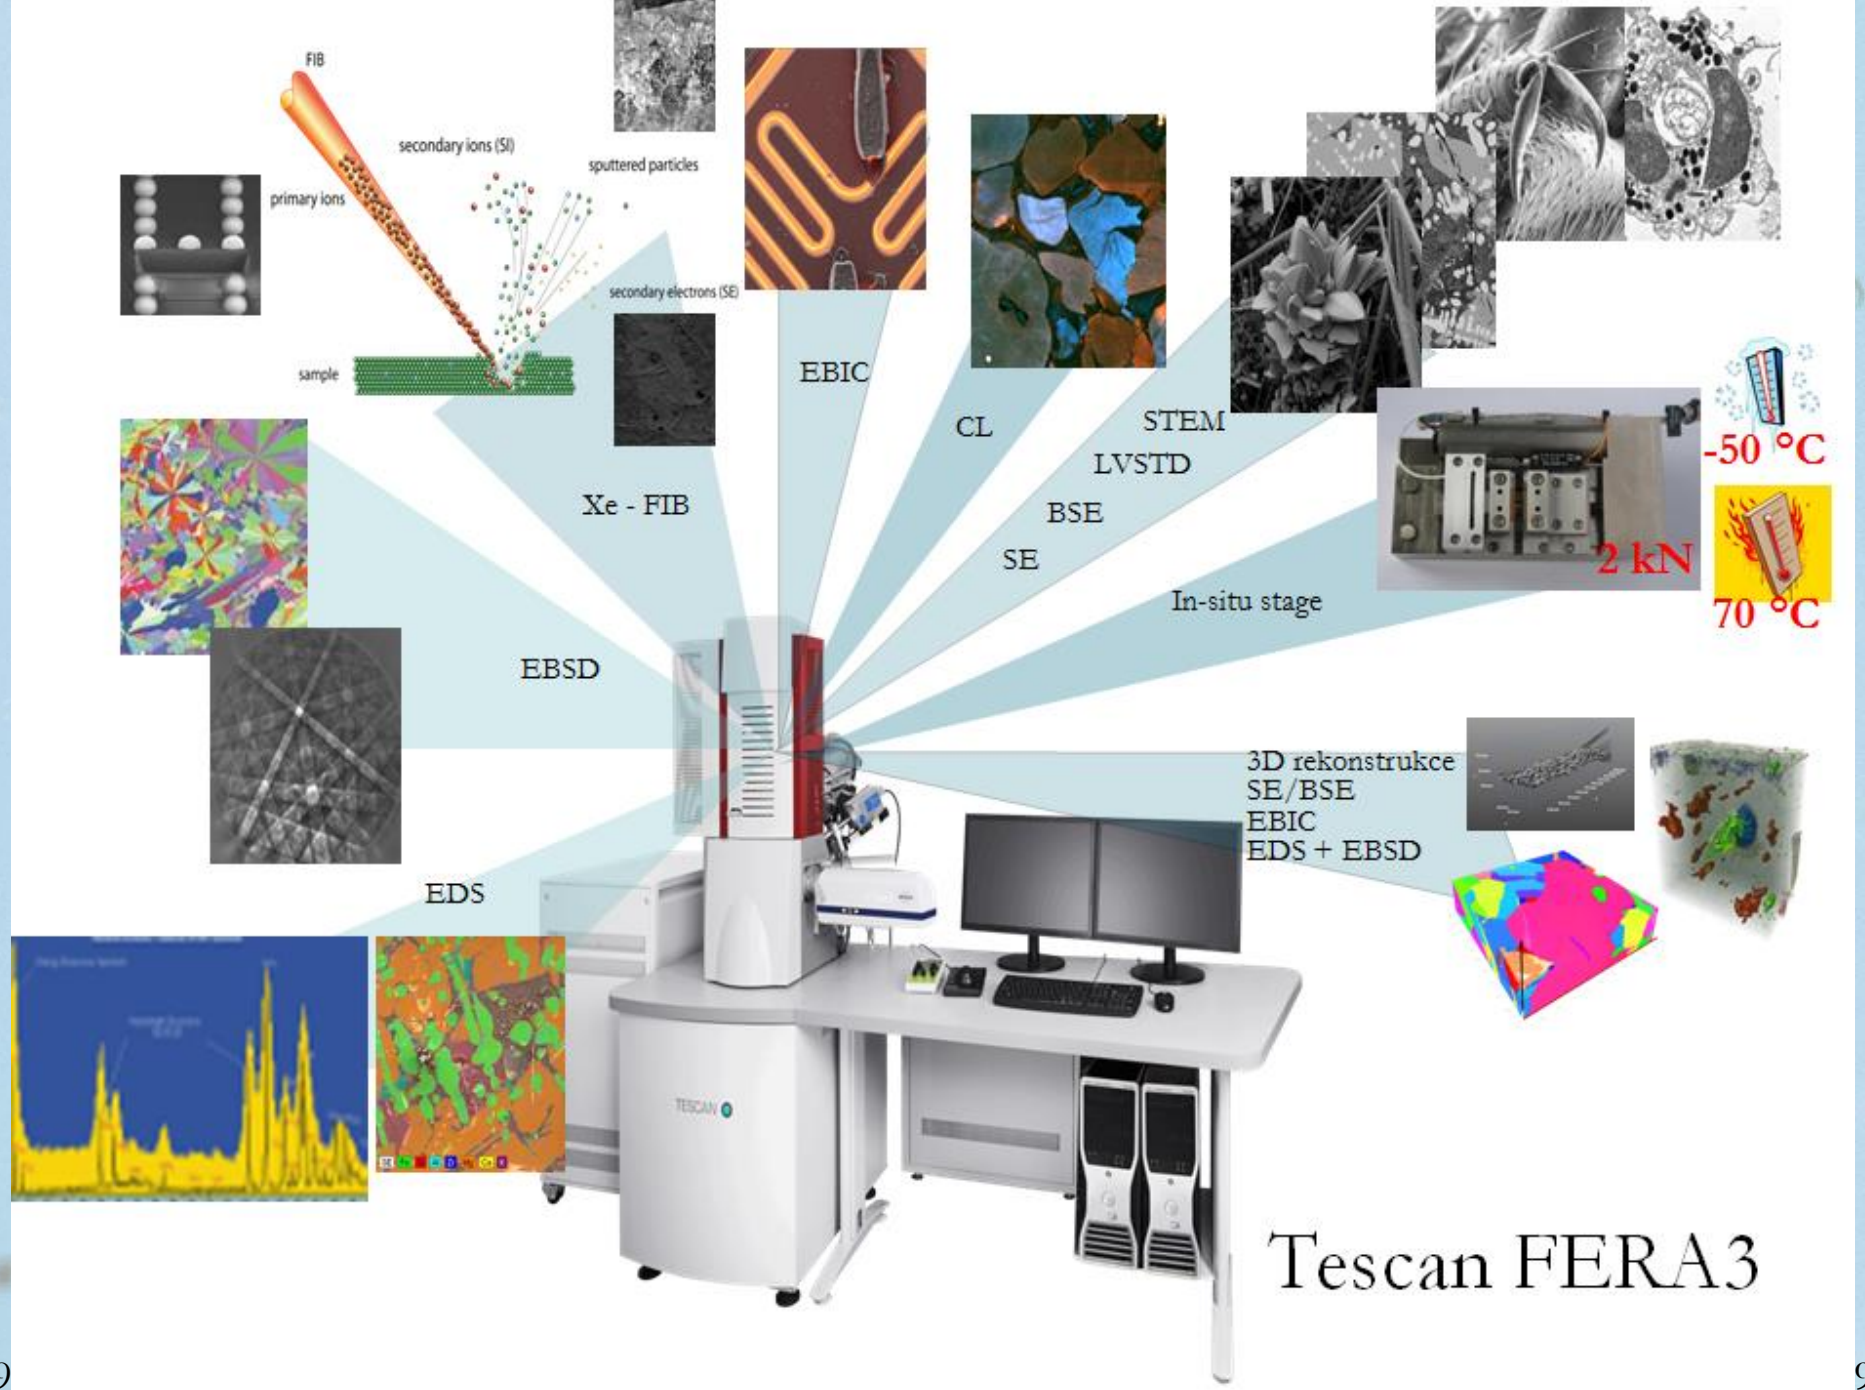 FIB
secondary ions (SI)
sputtered particles
primary ions
secondary electrons (SE)
sample
EBIC
CL
STEM
LVSTD
BSE
SE
-50 °C
2 kN
70 °C
Xe - FIB
In-situ stage
EBSD
3D rekonstrukce
SE/BSE
EBIC
EDS + EBSD
EDS
TESCAN
Tescan FERA3
9